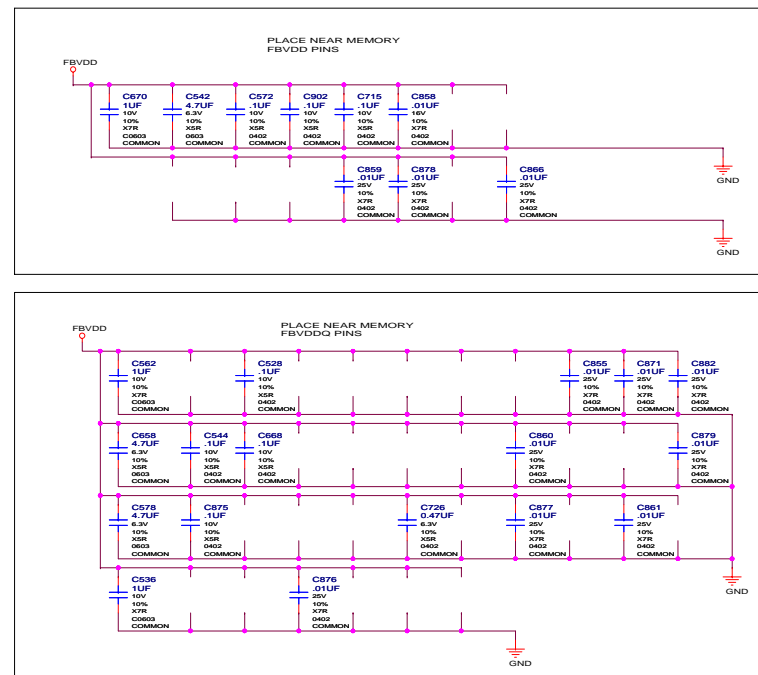 PLACE NEAR MEMORY
FBVDD PINS
FBVDD
C670
1UF
10V
10%
X7R
C0603
COMMON
C542
4.7UF
6.3V
10%
X5R
0603
COMMON
C572
.1UF
10V
10%
X5R
0402
COMMON
C902
.1UF
10V
10%
X5R
0402
COMMON
C715
.1UF
10V
10%
X5R
0402
COMMON
C858
.01UF
16V
10%
X7R
0402
COMMON
GND
C859
.01UF
25V
10%
X7R
0402
COMMON
C878
.01UF
25V
10%
X7R
0402
COMMON
C866
.01UF
25V
10%
X7R
0402
COMMON
GND
PLACE NEAR MEMORY
FBVDDQ PINS
FBVDD
C562
1UF
10V
10%
X7R
C0603
COMMON
C528
.1UF
10V
10%
X5R
0402
COMMON
C855
.01UF
25V
10%
X7R
0402
COMMON
C871
.01UF
25V
10%
X7R
0402
COMMON
C882
.01UF
25V
10%
X7R
0402
COMMON
C658
4.7UF
6.3V
10%
X5R
0603
COMMON
C544
.1UF
10V
10%
X5R
0402
COMMON
C668
.1UF
10V
10%
X5R
0402
COMMON
C860
.01UF
25V
10%
X7R
0402
COMMON
C879
.01UF
25V
10%
X7R
0402
COMMON
C578
4.7UF
6.3V
10%
X5R
0603
COMMON
C875
.1UF
10V
10%
X5R
0402
COMMON
C726
0.47UF
6.3V
10%
X5R
0402
COMMON
C877
.01UF
25V
10%
X7R
0402
COMMON
C861
.01UF
25V
10%
X7R
0402
COMMON
GND
C536
1UF
10V
10%
X7R
C0603
COMMON
C876
.01UF
25V
10%
X7R
0402
COMMON
GND